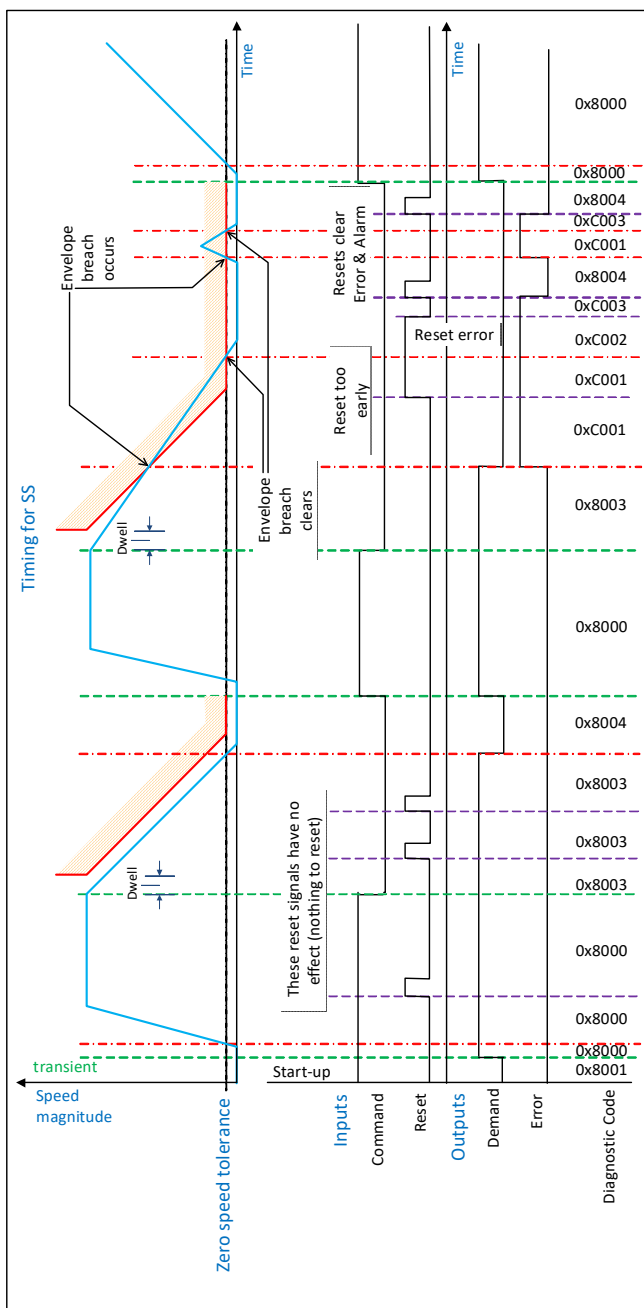 Timing for SS
transient
Speed
magnitude
Zero speed tolerance
Time
Dwell
Dwell
Envelope
breach
occurs
Envelope
breach
clears
Start-up
Inputs
Command
Reset
These reset signals have no
effect (nothing to reset)
Reset too
early
Resets clear
Error & Alarm
Outputs
Time
Demand
Error
Reset error
Diagnostic Code
0x8001
0x8000
0x8000
0x8000
0x8003
0x8003
0x8003
0x8004
0x8000
0x8003
0xC001
0xC001
0xC002
0xC003
0x8004
0xC001
0xC003
0x8004
0x8000
0x8000